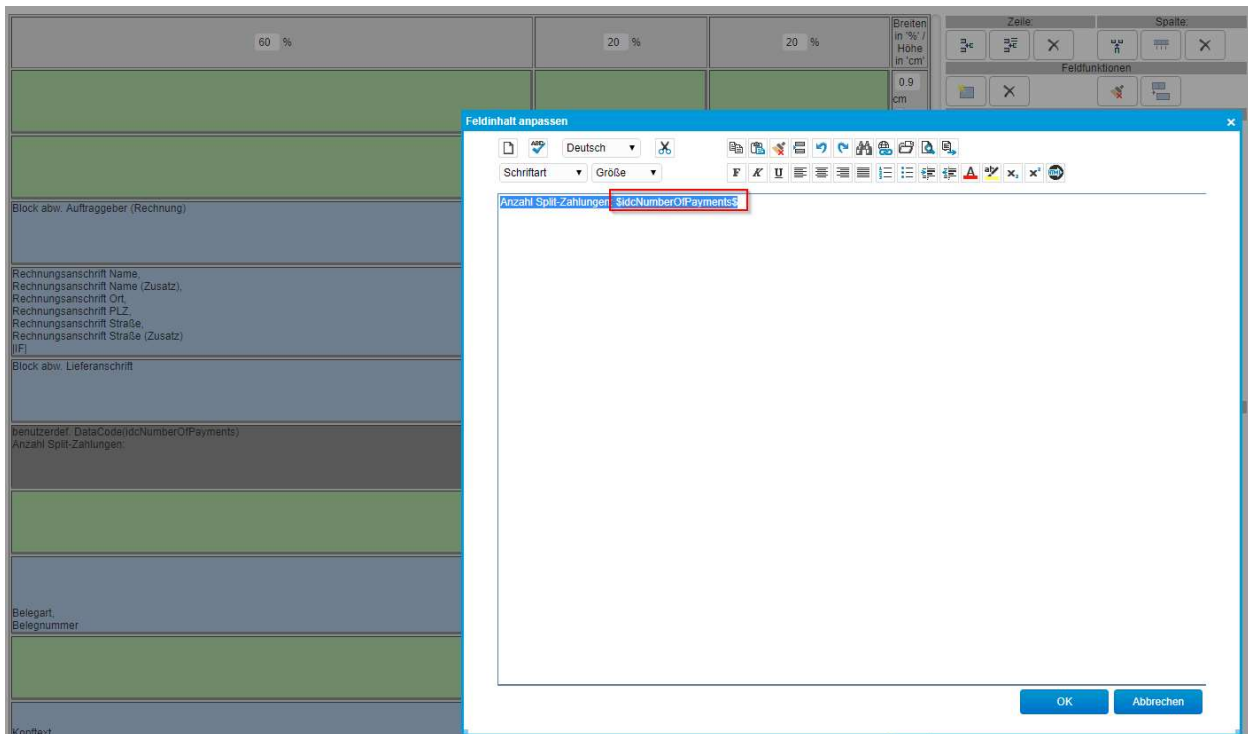 60 %
20 %
20 %
Breiten
in '%' /
Höhe
in 'cm'
Zeile:
Spalte:
Feldfunktionen
0.9
cm
Feldinhalt anpassen
×
ABC
Deutsch
Schriftart
Größe
F K U
Anzahl Split-Zahlungen: $idcNumberOfPayments$
Block abw. Auftraggeber (Rechnung)
Rechnungsanschrift Name,
Rechnungsanschrift Name (Zusatz),
Rechnungsanschrift Ort,
Rechnungsanschrift PLZ,
Rechnungsanschrift Straße,
Rechnungsanschrift Straße (Zusatz)
|IF|
Block abw. Lieferanschrift
benutzerdef. DataCode(idcNumberOfPayments)
Anzahl Split-Zahlungen:
Belegart,
Belegnummer
Kopftext
OK
Abbrechen